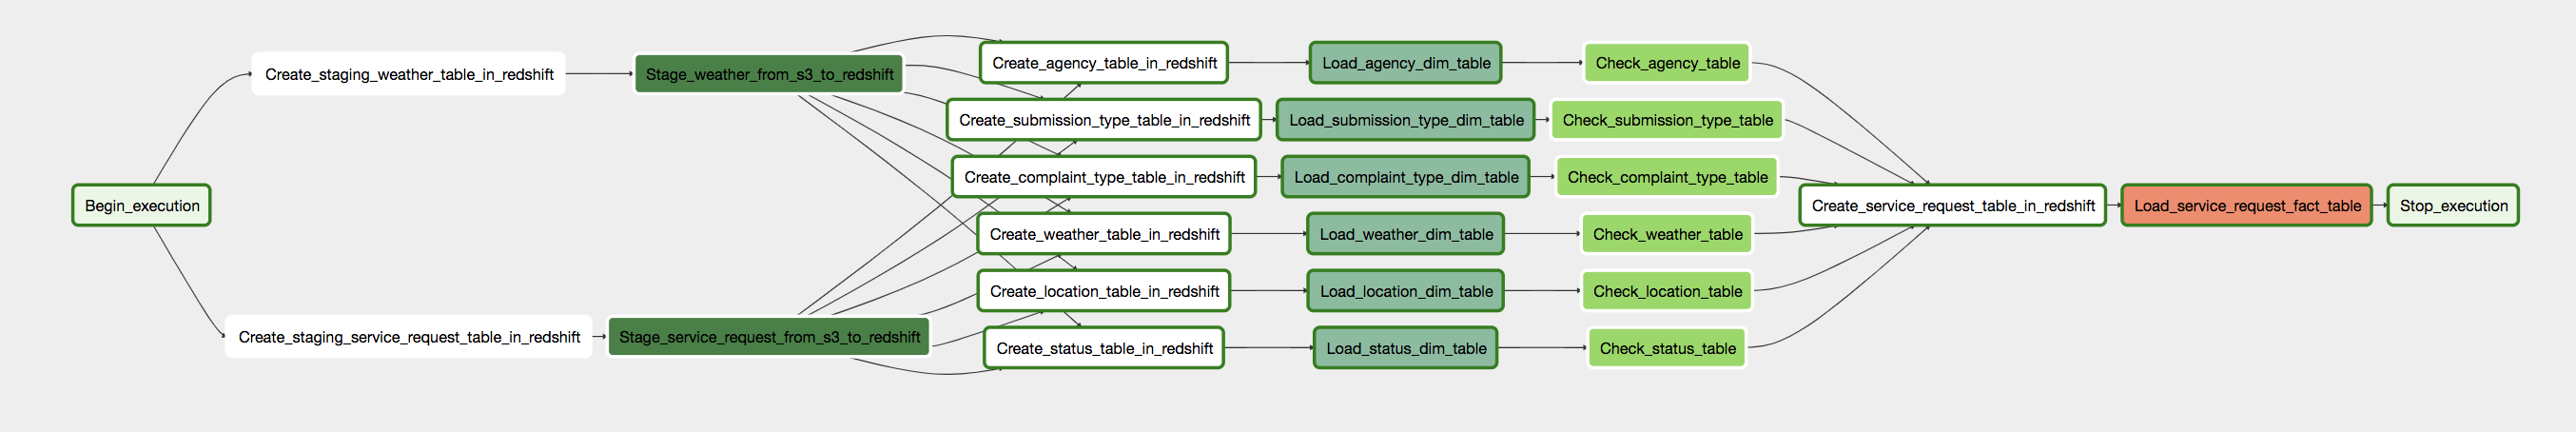 Begin_execution
Create_staging_weather_table_in_redshift
Create_staging_service_request_table_in_redshift
Stage_weather_from_s3_to_redshift
Stage_service_request_from_s3_to_redshift
Create_agency_table_in_redshift
Load_agency_dim_table
Check_agency_table
Create_submission_type_table_in_redshift
Load_submission_type_dim_table
Check_submission_type_table
Create_complaint_type_table_in_redshift
Load_complaint_type_dim_table
Check_complaint_type_table
Create_weather_table_in_redshift
Load_weather_dim_table
Check_weather_table
Create_location_table_in_redshift
Load_location_dim_table
Check_location_table
Create_status_table_in_redshift
Load_status_dim_table
Check_status_table
Create_service_request_table_in_redshift
Load_service_request_fact_table
Stop_execution